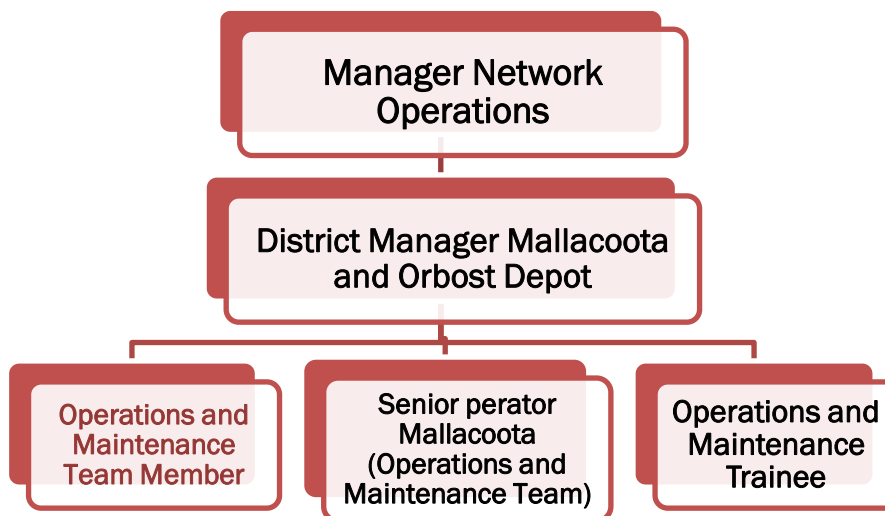 Manager Network
Operations
District Manager Mallacoota
and Orbost Depot
Operations and
Maintenance
Team Member
Senior perator
Mallacoota
(Operations and
Maintenance Team)
Operations and
Maintenance
Trainee